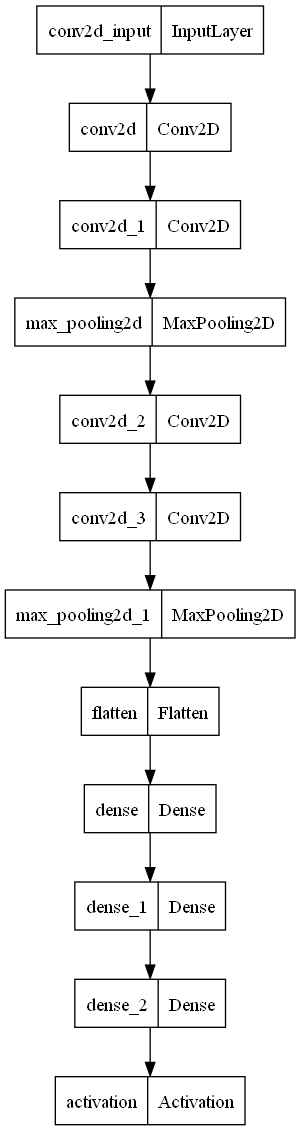 conv2d_input InputLayer
conv2d Conv2D
conv2d_1 Conv2D
max_pooling2d MaxPooling2D
conv2d_2 Conv2D
conv2d_3 Conv2D
max_pooling2d_1 MaxPooling2D
flatten Flatten
dense Dense
dense_1 Dense
dense_2 Dense
activation Activation